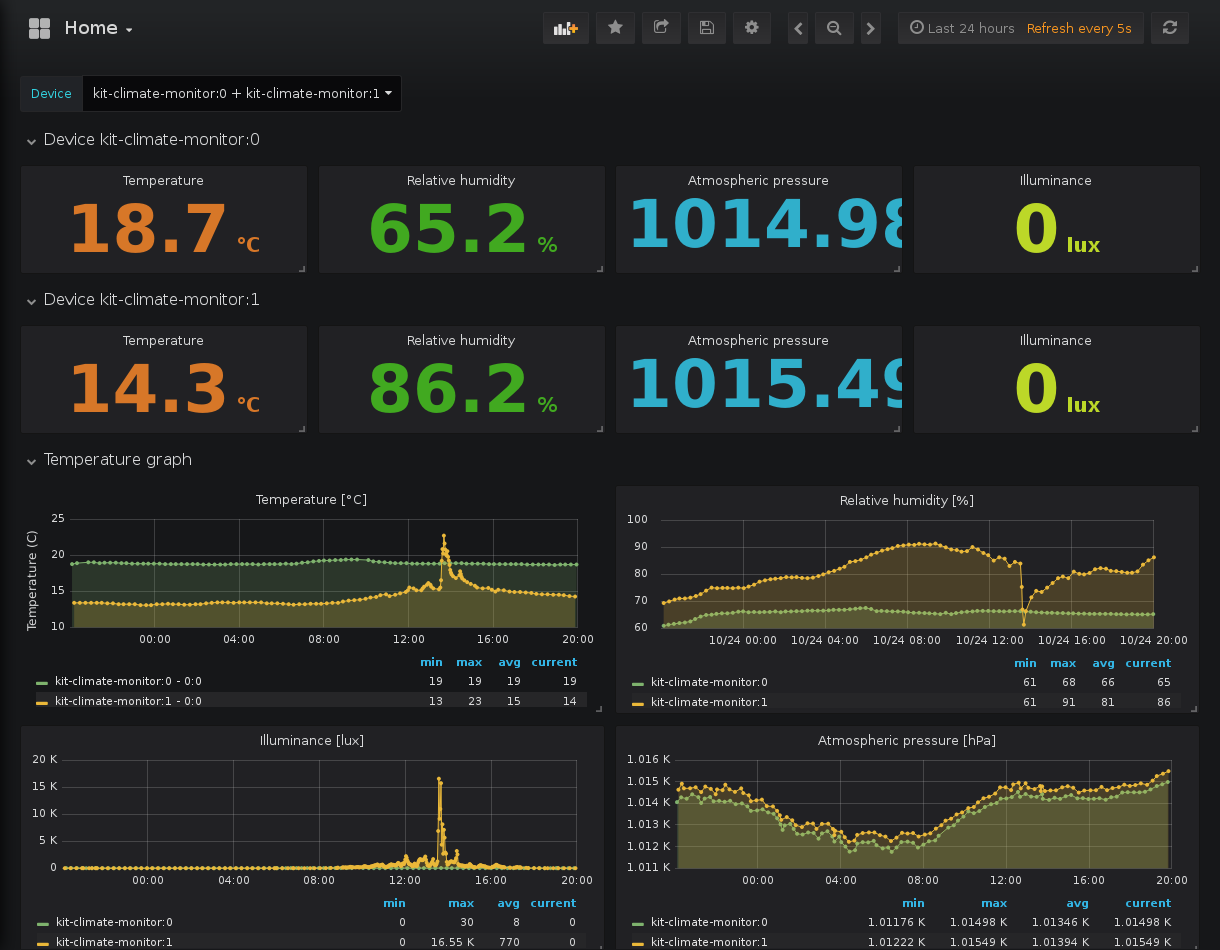 Home
Last 24 hours Refresh every 5s
Device kit-climate-monitor:0 + kit-climate-monitor:1
Device kit-climate-monitor:0
Temperature Relative humidity Atmospheric pressure Illuminance
18.7 °C 65.2 % 1014.98 0 lux
Device kit-climate-monitor:1
Temperature Relative humidity Atmospheric pressure Illuminance
14.3 °C 86.2 % 1015.49 0 lux
Temperature graph
Temperature [°C]
Temperature (C)
25
20
15
10
00:00 04:00 08:00 12:00 16:00 20:00
min max avg current
kit-climate-monitor:0 - 0:0 19 19 19 19
kit-climate-monitor:1 - 0:0 13 23 15 14
Relative humidity [%]
100
90
80
70
60
10/24 00:00 10/24 04:00 10/24 08:00 10/24 12:00 10/24 16:00 10/24 20:00
min max avg current
kit-climate-monitor:0 61 68 66 65
kit-climate-monitor:1 61 91 81 86
Illuminance [lux]
20 K
15 K
10 K
5 K
0
00:00 04:00 08:00 12:00 16:00 20:00
min max avg current
kit-climate-monitor:0 0 30 8 0
kit-climate-monitor:1 0 16.55 K 770 0
Atmospheric pressure [hPa]
1.016 K
1.015 K
1.014 K
1.013 K
1.012 K
1.011 K
00:00 04:00 08:00 12:00 16:00 20:00
min max avg current
kit-climate-monitor:0 1.01176 K 1.01498 K 1.01346 K 1.01498 K
kit-climate-monitor:1 1.01222 K 1.01549 K 1.01394 K 1.01549 K